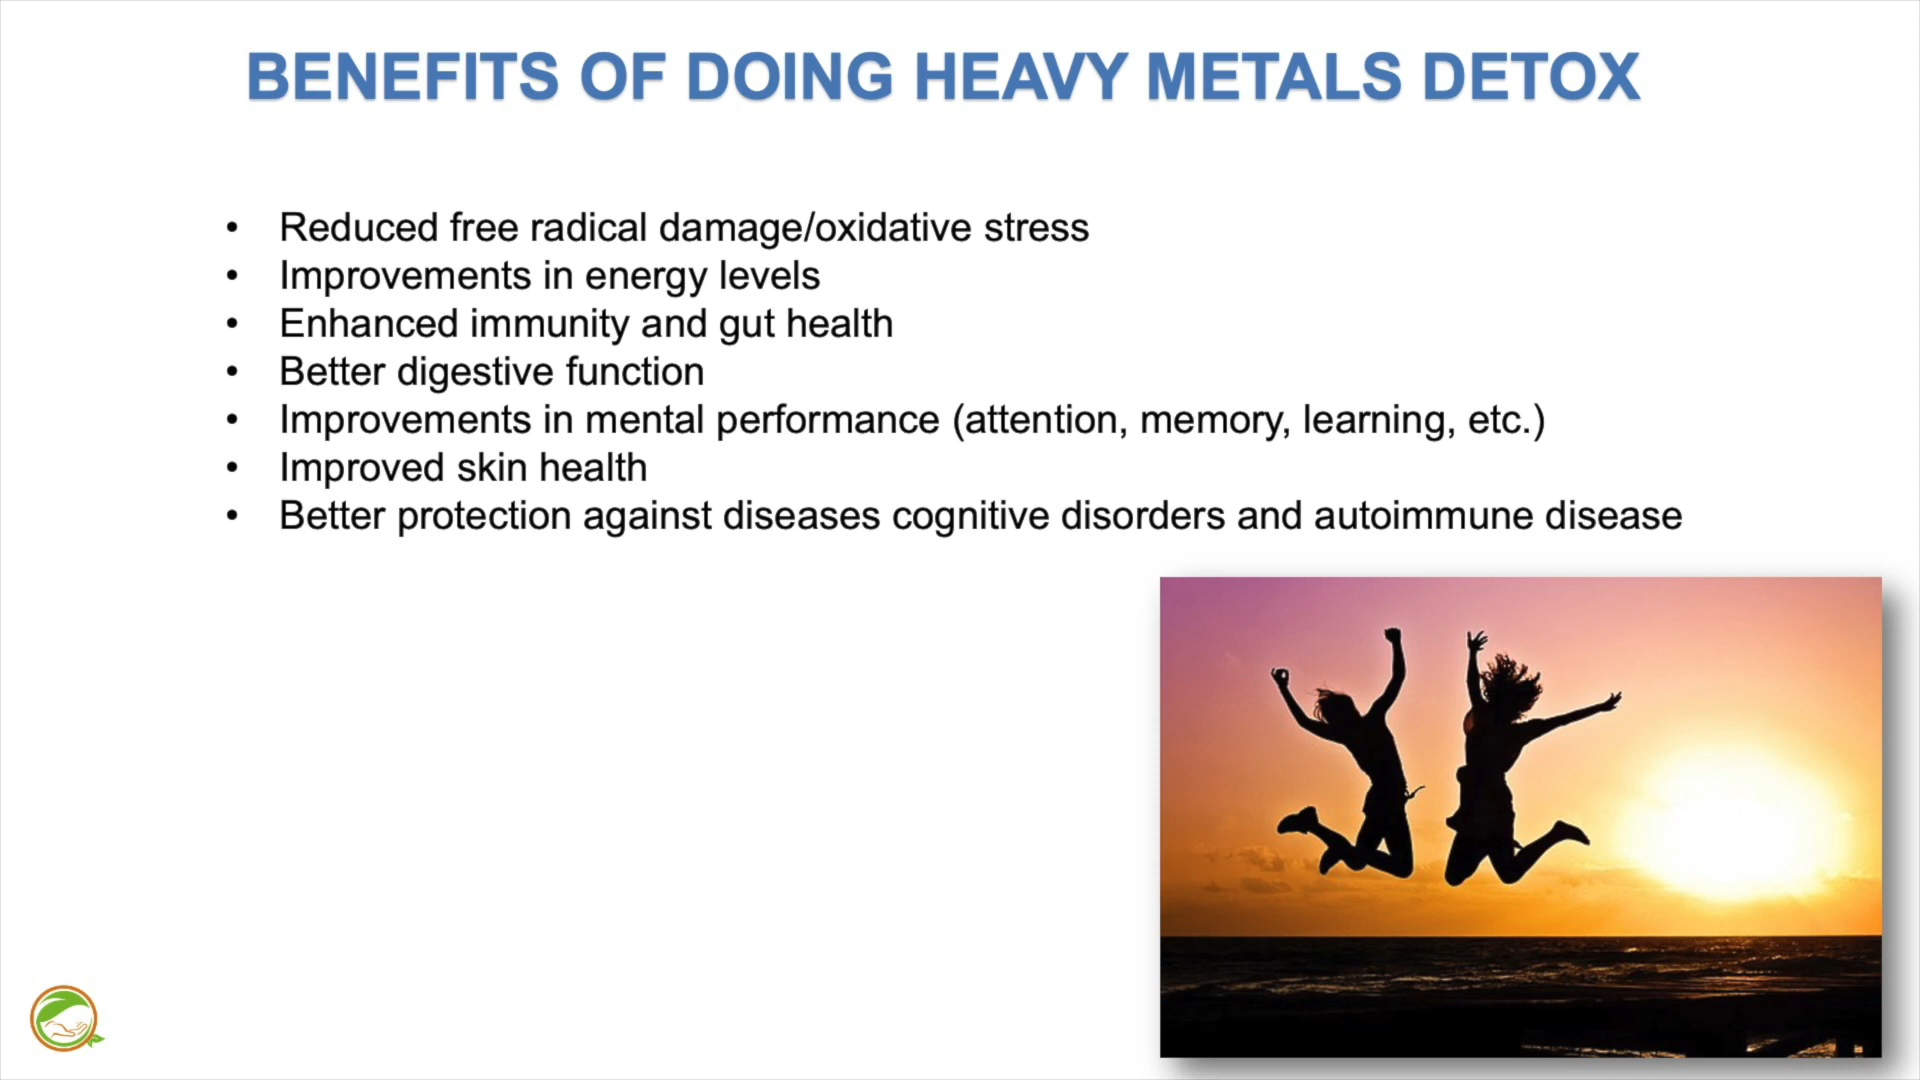 BENEFITS OF DOING HEAVY METALS DETOX
• Reduced free radical damage/oxidative stress
• Improvements in energy levels
• Enhanced immunity and gut health
• Better digestive function
• Improvements in mental performance (attention, memory, learning, etc.)
• Improved skin health
• Better protection against diseases cognitive disorders and autoimmune disease